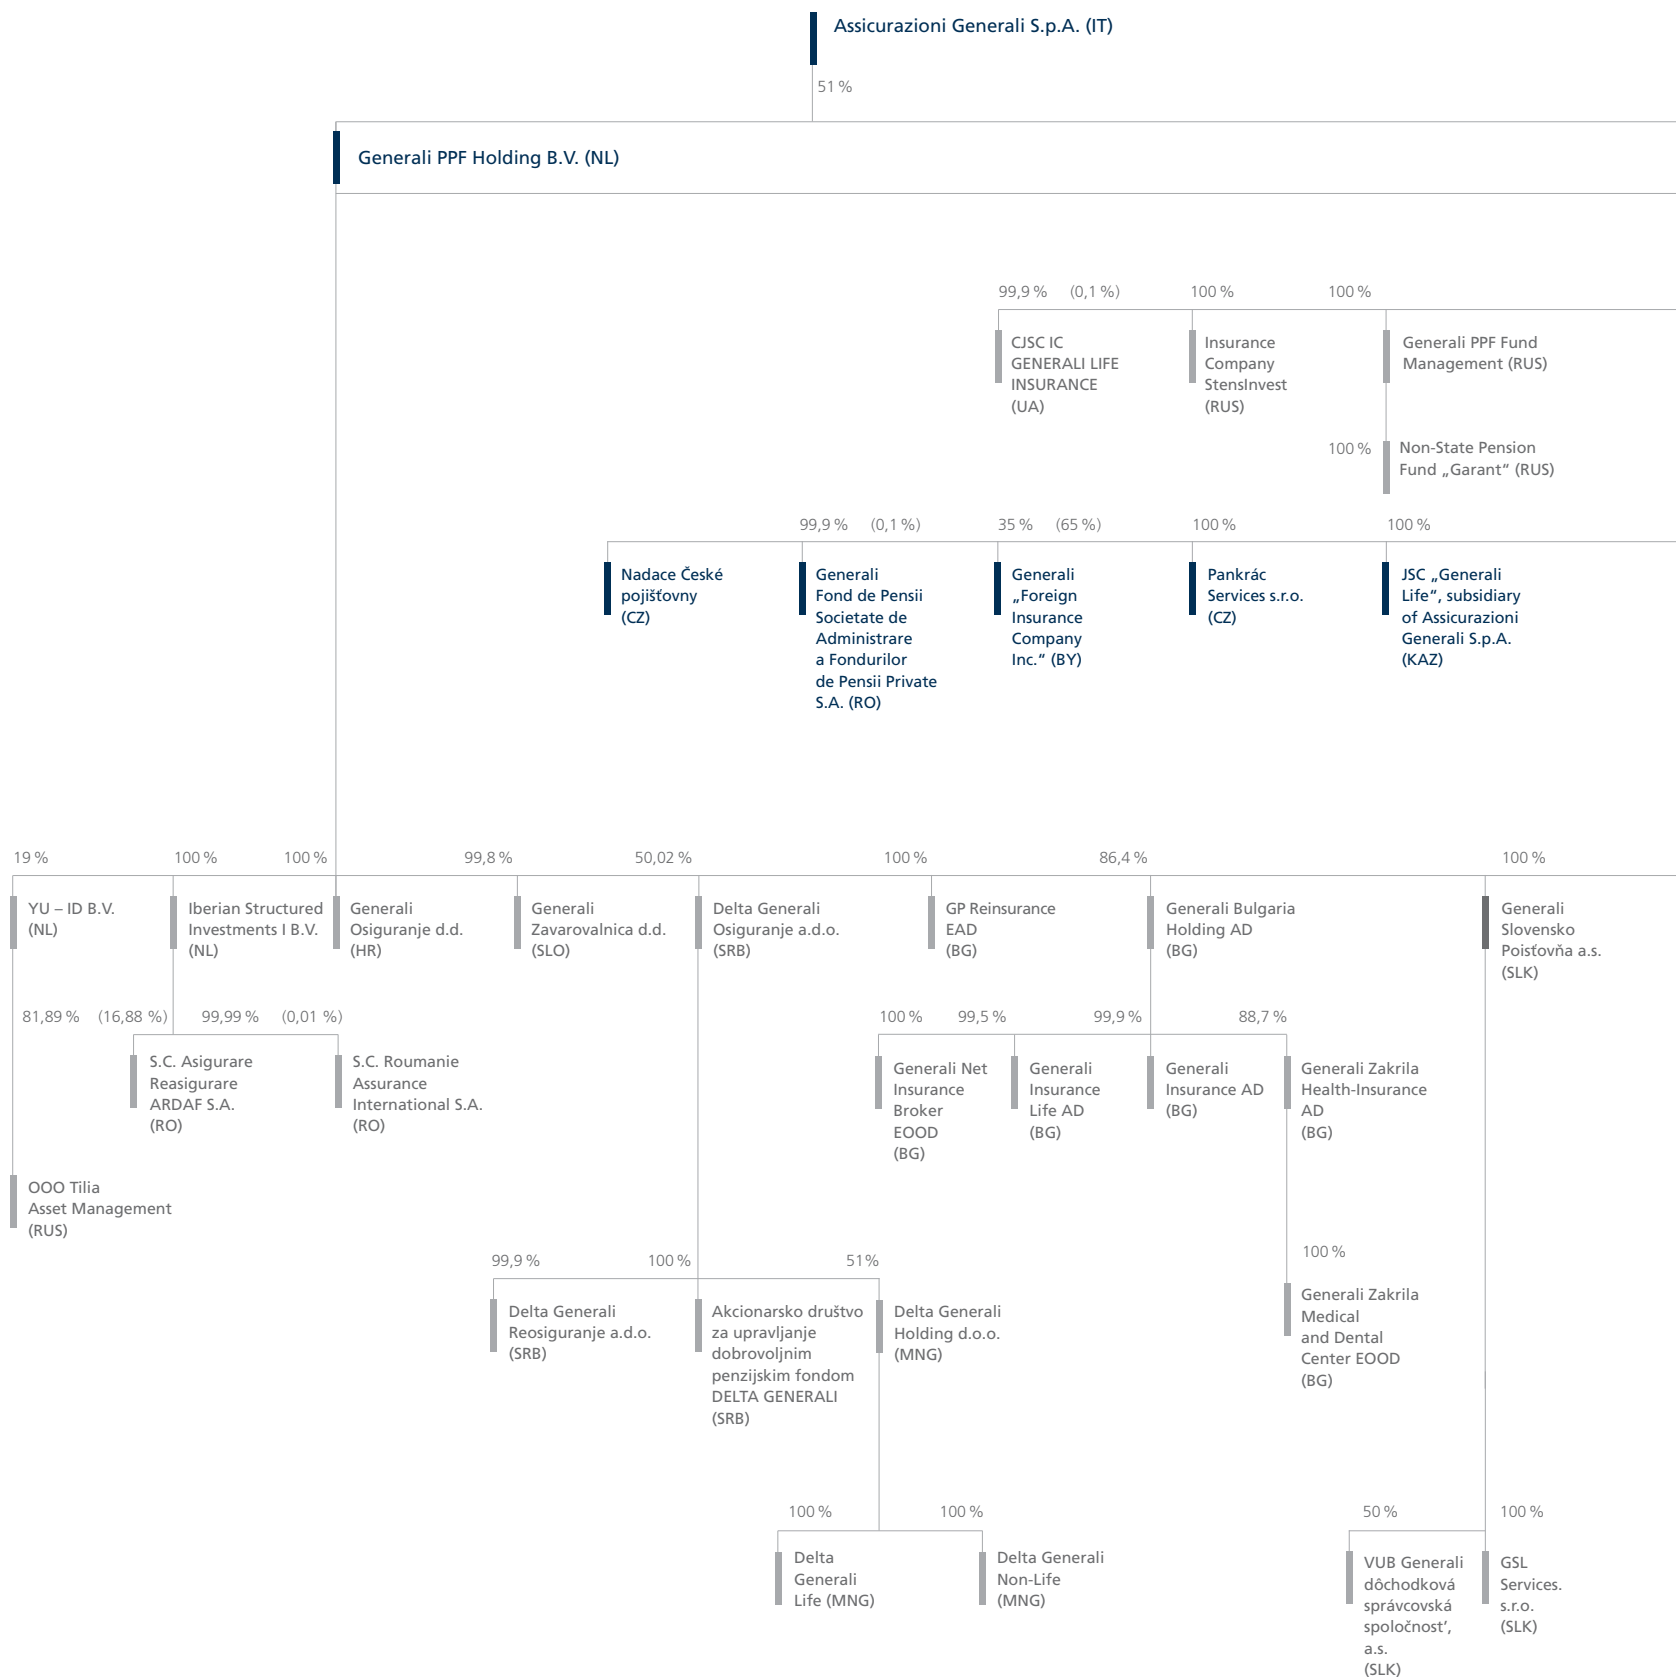 Assicurazioni Generali S.p.A. (IT)
51 %
Generali PPF Holding B.V. (NL)
99,9 % (0,1 %)
100 %
100 %
CJSC IC
GENERALI LIFE
INSURANCE
(UA)
Insurance
Company
StensInvest
(RUS)
Generali PPF Fund
Management (RUS)
100 %
Non-State Pension
Fund „Garant“ (RUS)
99,9 % (0,1 %)
35 % (65 %)
100 %
100 %
Nadace České
pojišťovny
(CZ)
Generali
Fond de Pensii
Societate de
Administrare
a Fondurilor
de Pensii Private
S.A. (RO)
Generali
„Foreign
Insurance
Company
Inc.“ (BY)
Pankrác
Services s.r.o.
(CZ)
JSC „Generali
Life“, subsidiary
of Assicurazioni
Generali S.p.A.
(KAZ)
19 %
100 %
100 %
99,8 %
50,02 %
100 %
86,4 %
100 %
YU – ID B.V.
(NL)
Iberian Structured
Investments I B.V.
(NL)
Generali
Osiguranje d.d.
(HR)
Generali
Zavarovalnica d.d.
(SLO)
Delta Generali
Osiguranje a.d.o.
(SRB)
GP Reinsurance
EAD
(BG)
Generali Bulgaria
Holding AD
(BG)
Generali
Slovensko
Poisťovňa a.s.
(SLK)
81,89 % (16,88 %)
99,99 % (0,01 %)
100 %
99,5 %
99,9 %
88,7 %
S.C. Asigurare
Reasigurare
ARDAF S.A.
(RO)
S.C. Roumanie
Assurance
International S.A.
(RO)
Generali Net
Insurance
Broker
EOOD
(BG)
Generali
Insurance
Life AD
(BG)
Generali
Insurance AD
(BG)
Generali Zakrila
Health-Insurance
AD
(BG)
OOO Tilia
Asset Management
(RUS)
99,9 %
100 %
51%
100 %
Delta Generali
Reosiguranje a.d.o.
(SRB)
Akcionarsko društvo
za upravljanje
dobrovoljnim
penzijskim fondom
DELTA GENERALI
(SRB)
Delta Generali
Holding d.o.o.
(MNG)
Generali Zakrila
Medical
and Dental
Center EOOD
(BG)
100 %
100 %
50 %
100 %
Delta
Generali
Life (MNG)
Delta Generali
Non-Life
(MNG)
VUB Generali
dôchodková
správcovská
spoločnost’,
a.s.
(SLK)
GSL
Services.
s.r.o.
(SLK)